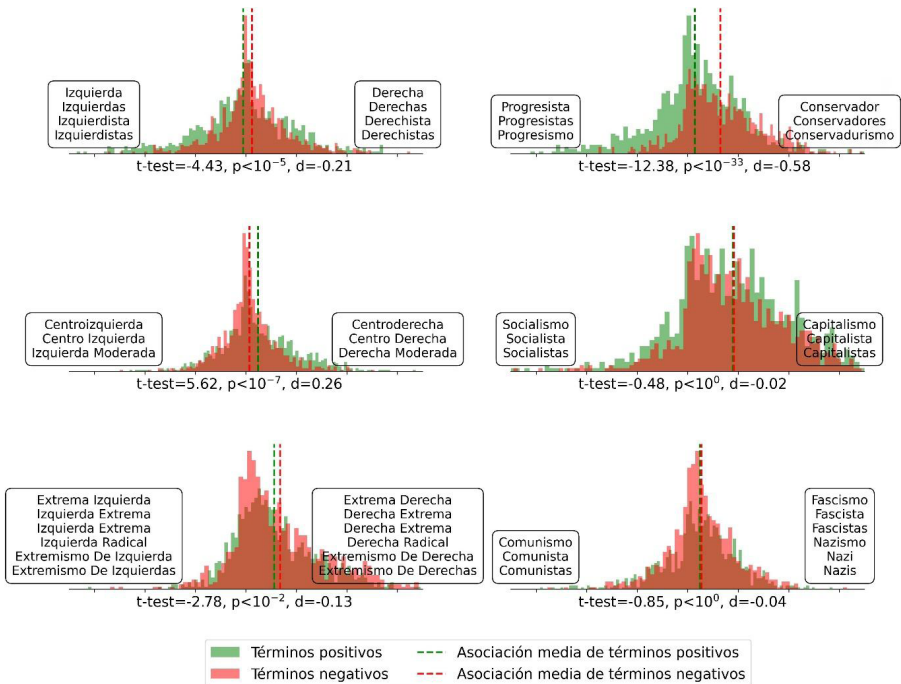 Izquierda
Izquierdas
Izquierdista
Izquierdistas
Derecha
Derechas
Derechista
Derechistas
t-test=-4.43, p<10⁻⁵, d=-0.21
Progresista
Progresistas
Progresismo
Conservador
Conservadores
Conservadurismo
t-test=-12.38, p<10⁻³³, d=-0.58
Centroizquierda
Centro Izquierda
Izquierda Moderada
Centroderecha
Centro Derecha
Derecha Moderada
t-test=5.62, p<10⁻⁷, d=0.26
Socialismo
Socialista
Socialistas
Capitalismo
Capitalista
Capitalistas
t-test=-0.48, p<10⁰, d=-0.02
Extrema Izquierda
Izquierda Extrema
Izquierda Extrema
Izquierda Radical
Extremismo De Izquierda
Extremismo De Izquierdas
Extrema Derecha
Derecha Extrema
Derecha Extrema
Derecha Radical
Extremismo De Derecha
Extremismo De Derechas
t-test=-2.78, p<10⁻², d=-0.13
Comunismo
Comunista
Comunistas
Fascismo
Fascista
Fascistas
Nazismo
Nazi
Nazis
t-test=-0.85, p<10⁰, d=-0.04
Términos positivos
Términos negativos
Asociación media de términos positivos
Asociación media de términos negativos